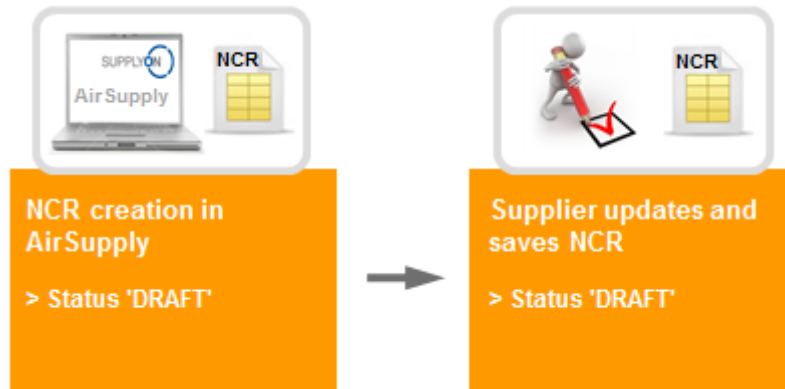 SUPPLYON
AirSupply
NCR
NCR creation in
AirSupply
> Status 'DRAFT'
NCR
Supplier updates and
saves NCR
> Status 'DRAFT'